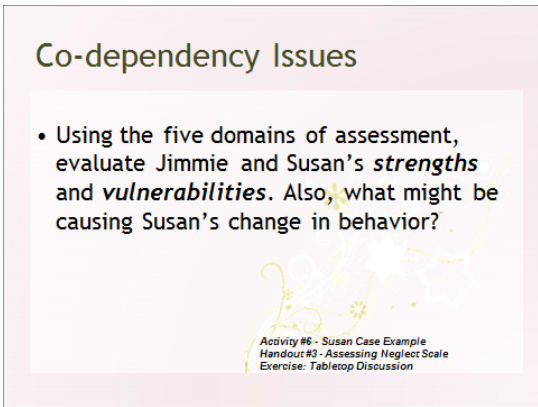 Co-dependency Issues
• Using the five domains of assessment,
evaluate Jimmie and Susan's strengths
and vulnerabilities. Also, what might be
causing Susan's change in behavior?
Activity #6 - Susan Case Example
Handout #3 - Assessing Neglect Scale
Exercise: Tabletop Discussion